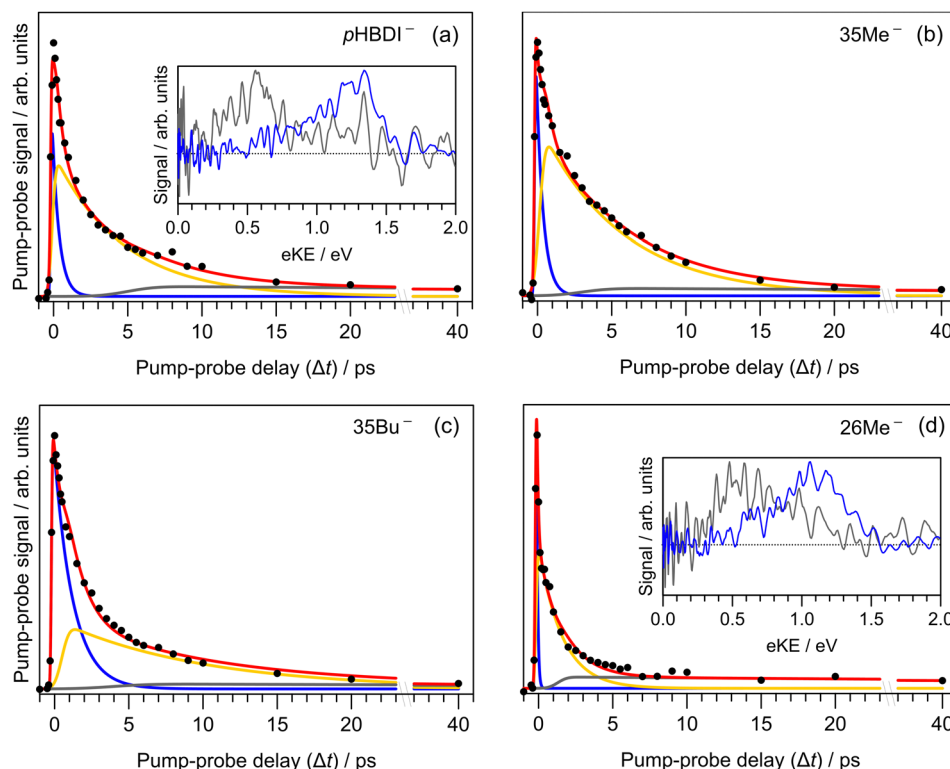 pHBDI⁻ (a)
Pump-probe signal / arb. units
Signal / arb. units
0.0 0.5 1.0 1.5 2.0
eKE / eV
0 5 10 15 20 40
Pump-probe delay (Δt) / ps
35Me⁻ (b)
0 5 10 15 20 40
Pump-probe delay (Δt) / ps
35Bu⁻ (c)
Pump-probe signal / arb. units
0 5 10 15 20 40
Pump-probe delay (Δt) / ps
26Me⁻ (d)
Signal / arb. units
0.0 0.5 1.0 1.5 2.0
eKE / eV
0 5 10 15 20 40
Pump-probe delay (Δt) / ps